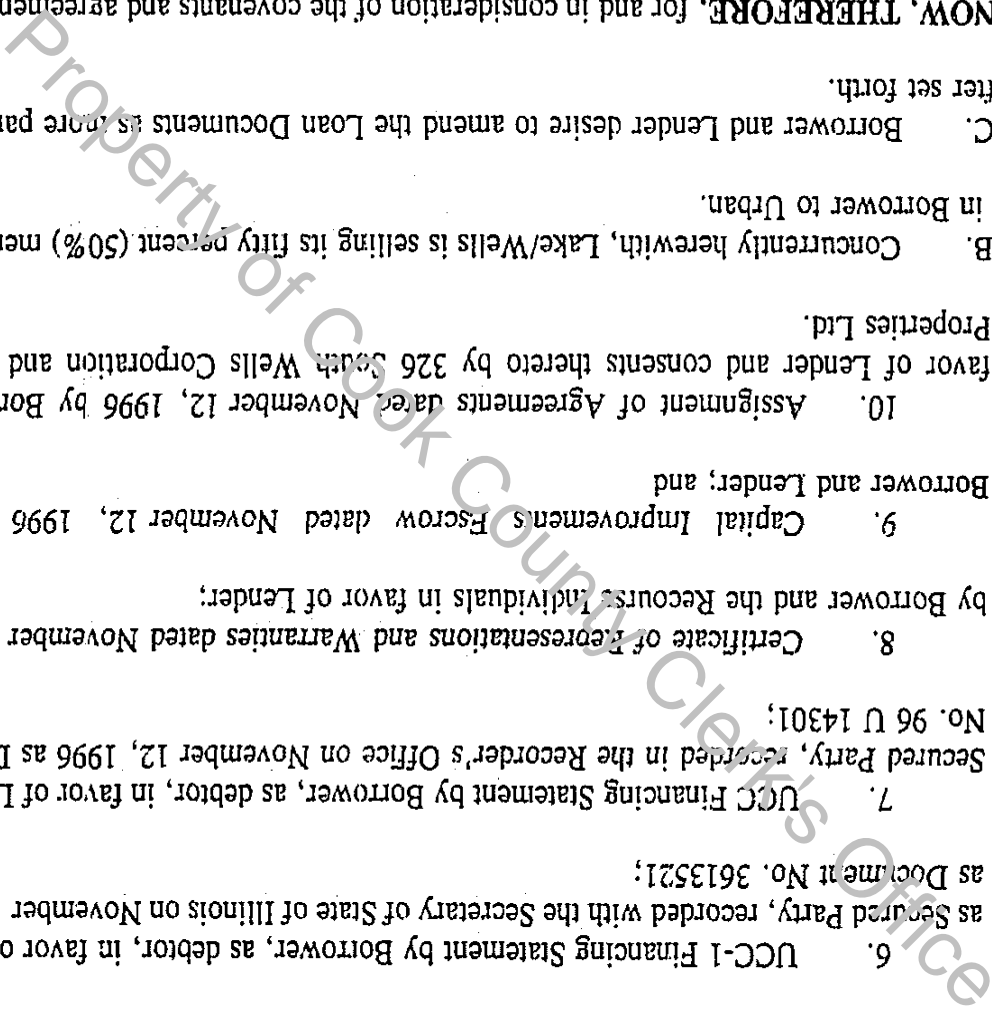 6. UCC-1 Financing Statement by Borrower, as debtor, in favor o
as Secured Party, recorded with the Secretary of State of Illinois on November
as Document No. 3613521;
7. UCC Financing Statement by Borrower, as debtor, in favor of L
Secured Party, recorded in the Recorder's Office on November 12, 1996 as D
No. 96 U 14301;
8. Certificate of Representations and Warranties dated November
by Borrower and the Recourse Individuals in favor of Lender;
9. Capital Improvements Escrow dated November 12, 1996
Borrower and Lender; and
10. Assignment of Agreements dated November 12, 1996 by Bor
favor of Lender and consents thereto by 326 South Wells Corporation and
Properties Ltd.
B. Concurrently herewith, Lake/Wells is selling its fifty percent (50%) mem
in Borrower to Urban.
C. Borrower and Lender desire to amend the Loan Documents as more par
fter set forth.
NOW, THEREFORE, for and in consideration of the covenants and agreemen
Property of Cook County Clerk's Office